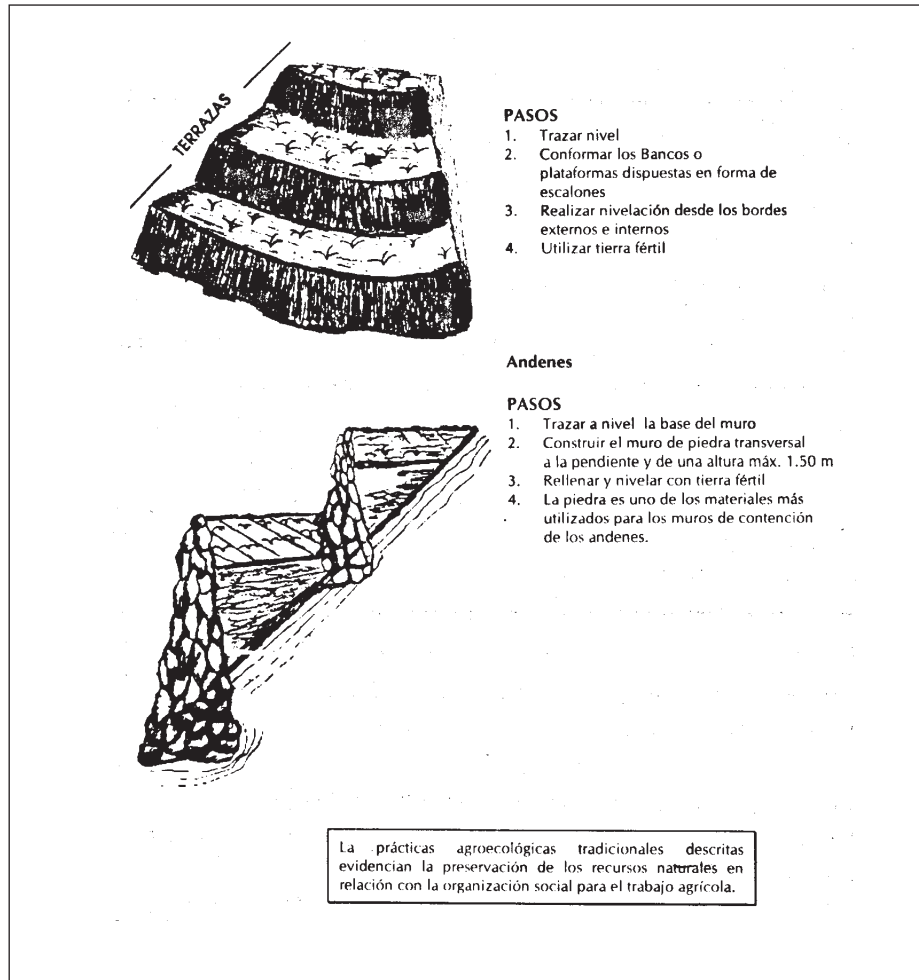 TERRAZAS
PASOS
1. Trazar nivel
2. Conformar los Bancos o
plataformas dispuestas en forma de
escalones
3. Realizar nivelación desde los bordes
externos e internos
4. Utilizar tierra fértil
Andenes
PASOS
1. Trazar a nivel la base del muro
2. Construir el muro de piedra transversal
a la pendiente y de una altura máx. 1.50 m
3. Rellenar y nivelar con tierra fértil
4. La piedra es uno de los materiales más
utilizados para los muros de contención
de los andenes.
La prácticas agroecológicas tradicionales descritas
evidencian la preservación de los recursos naturales en
relación con la organización social para el trabajo agrícola.